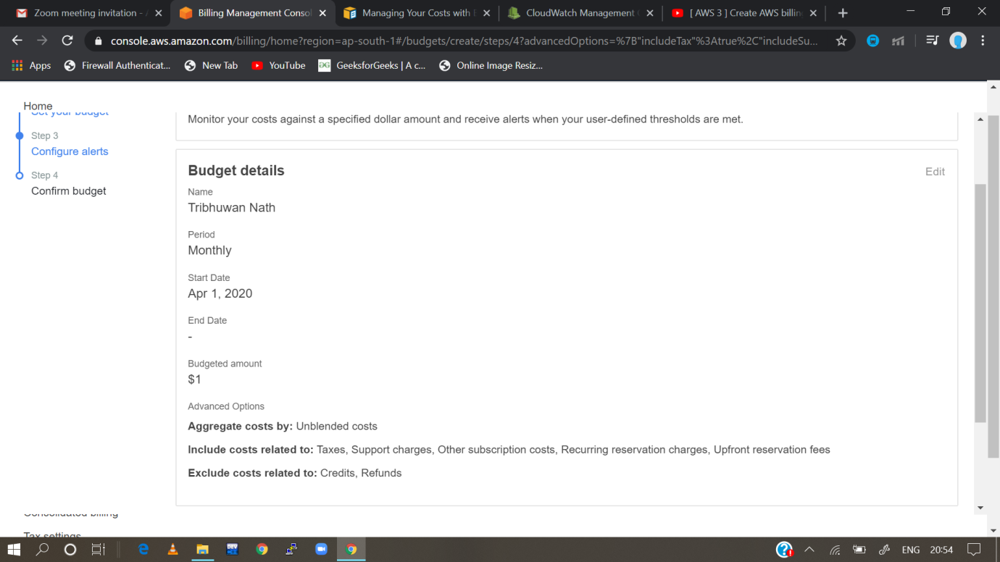 Zoom meeting invitation - A
Billing Management Consol
Managing Your Costs with B
CloudWatch Management
[ AWS 3 ] Create AWS billin
console.aws.amazon.com/billing/home?region=ap-south-1#/budgets/create/steps/4?advancedOptions=%7B"includeTax"%3Atrue%2C"includeSu...
Apps
Firewall Authenticat...
New Tab
YouTube
GeeksforGeeks | A c...
Online Image Resiz...
Home
Set your budget
Step 3
Configure alerts
Step 4
Confirm budget
Monitor your costs against a specified dollar amount and receive alerts when your user-defined thresholds are met.
Budget details
Edit
Name
Tribhuwan Nath
Period
Monthly
Start Date
Apr 1, 2020
End Date
-
Budgeted amount
$1
Advanced Options
Aggregate costs by: Unblended costs
Include costs related to: Taxes, Support charges, Other subscription costs, Recurring reservation charges, Upfront reservation fees
Exclude costs related to: Credits, Refunds
Consolidated billing
Tax settings
DEV
ENG
20:54